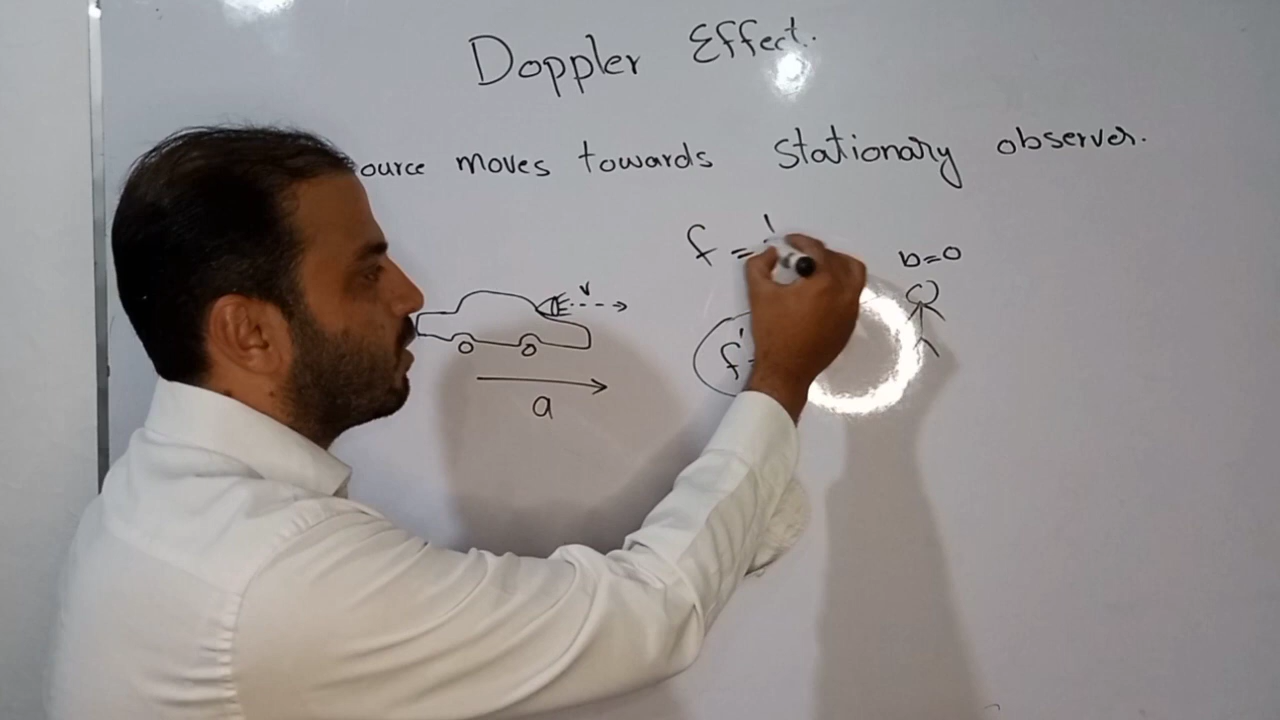 Doppler Effect.
ource moves towards stationary observer.
f =
b=0
v
f'
a